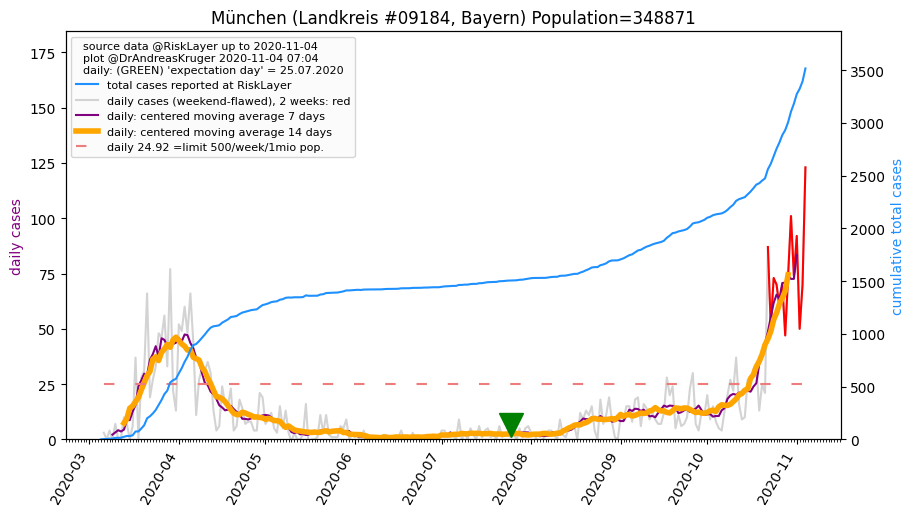 München (Landkreis #09184, Bayern) Population=348871
source data @RiskLayer up to 2020-11-04
plot @DrAndreasKruger 2020-11-04 07:04
daily: (GREEN) 'expectation day' = 25.07.2020
total cases reported at RiskLayer
daily cases (weekend-flawed), 2 weeks: red
daily: centered moving average 7 days
daily: centered moving average 14 days
daily 24.92 =limit 500/week/1mio pop.
daily cases
175
150
125
100
75
50
25
0
cumulative total cases
3500
3000
2500
2000
1500
1000
500
0
2020-03
2020-04
2020-05
2020-06
2020-07
2020-08
2020-09
2020-10
2020-11